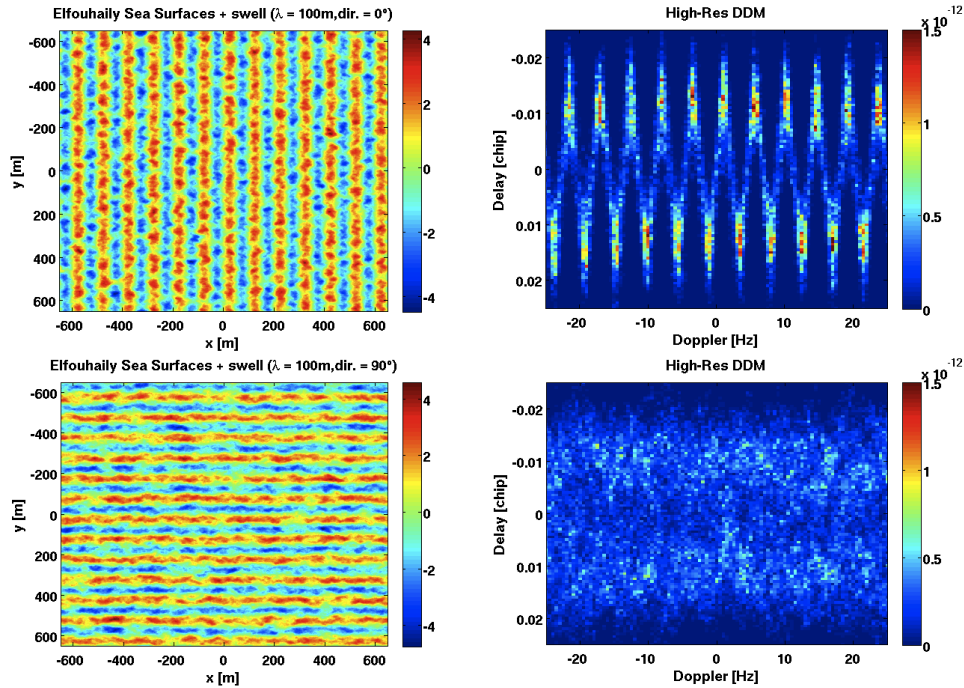 Elfouhaily Sea Surfaces + swell (λ = 100m,dir. = 0°)
y [m]
-600
-400
-200
0
200
400
600
-600 -400 -200 0 200 400 600
x [m]
4
2
0
-2
-4
High-Res DDM
Delay [chip]
-0.02
-0.01
0
0.01
0.02
-20 -10 0 10 20
Doppler [Hz]
x 10 -12
1.5
1
0.5
0
Elfouhaily Sea Surfaces + swell (λ = 100m,dir. = 90°)
y [m]
-600
-400
-200
0
200
400
600
-600 -400 -200 0 200 400 600
x [m]
4
2
0
-2
-4
High-Res DDM
Delay [chip]
-0.02
-0.01
0
0.01
0.02
-20 -10 0 10 20
Doppler [Hz]
x 10 -12
1.5
1
0.5
0